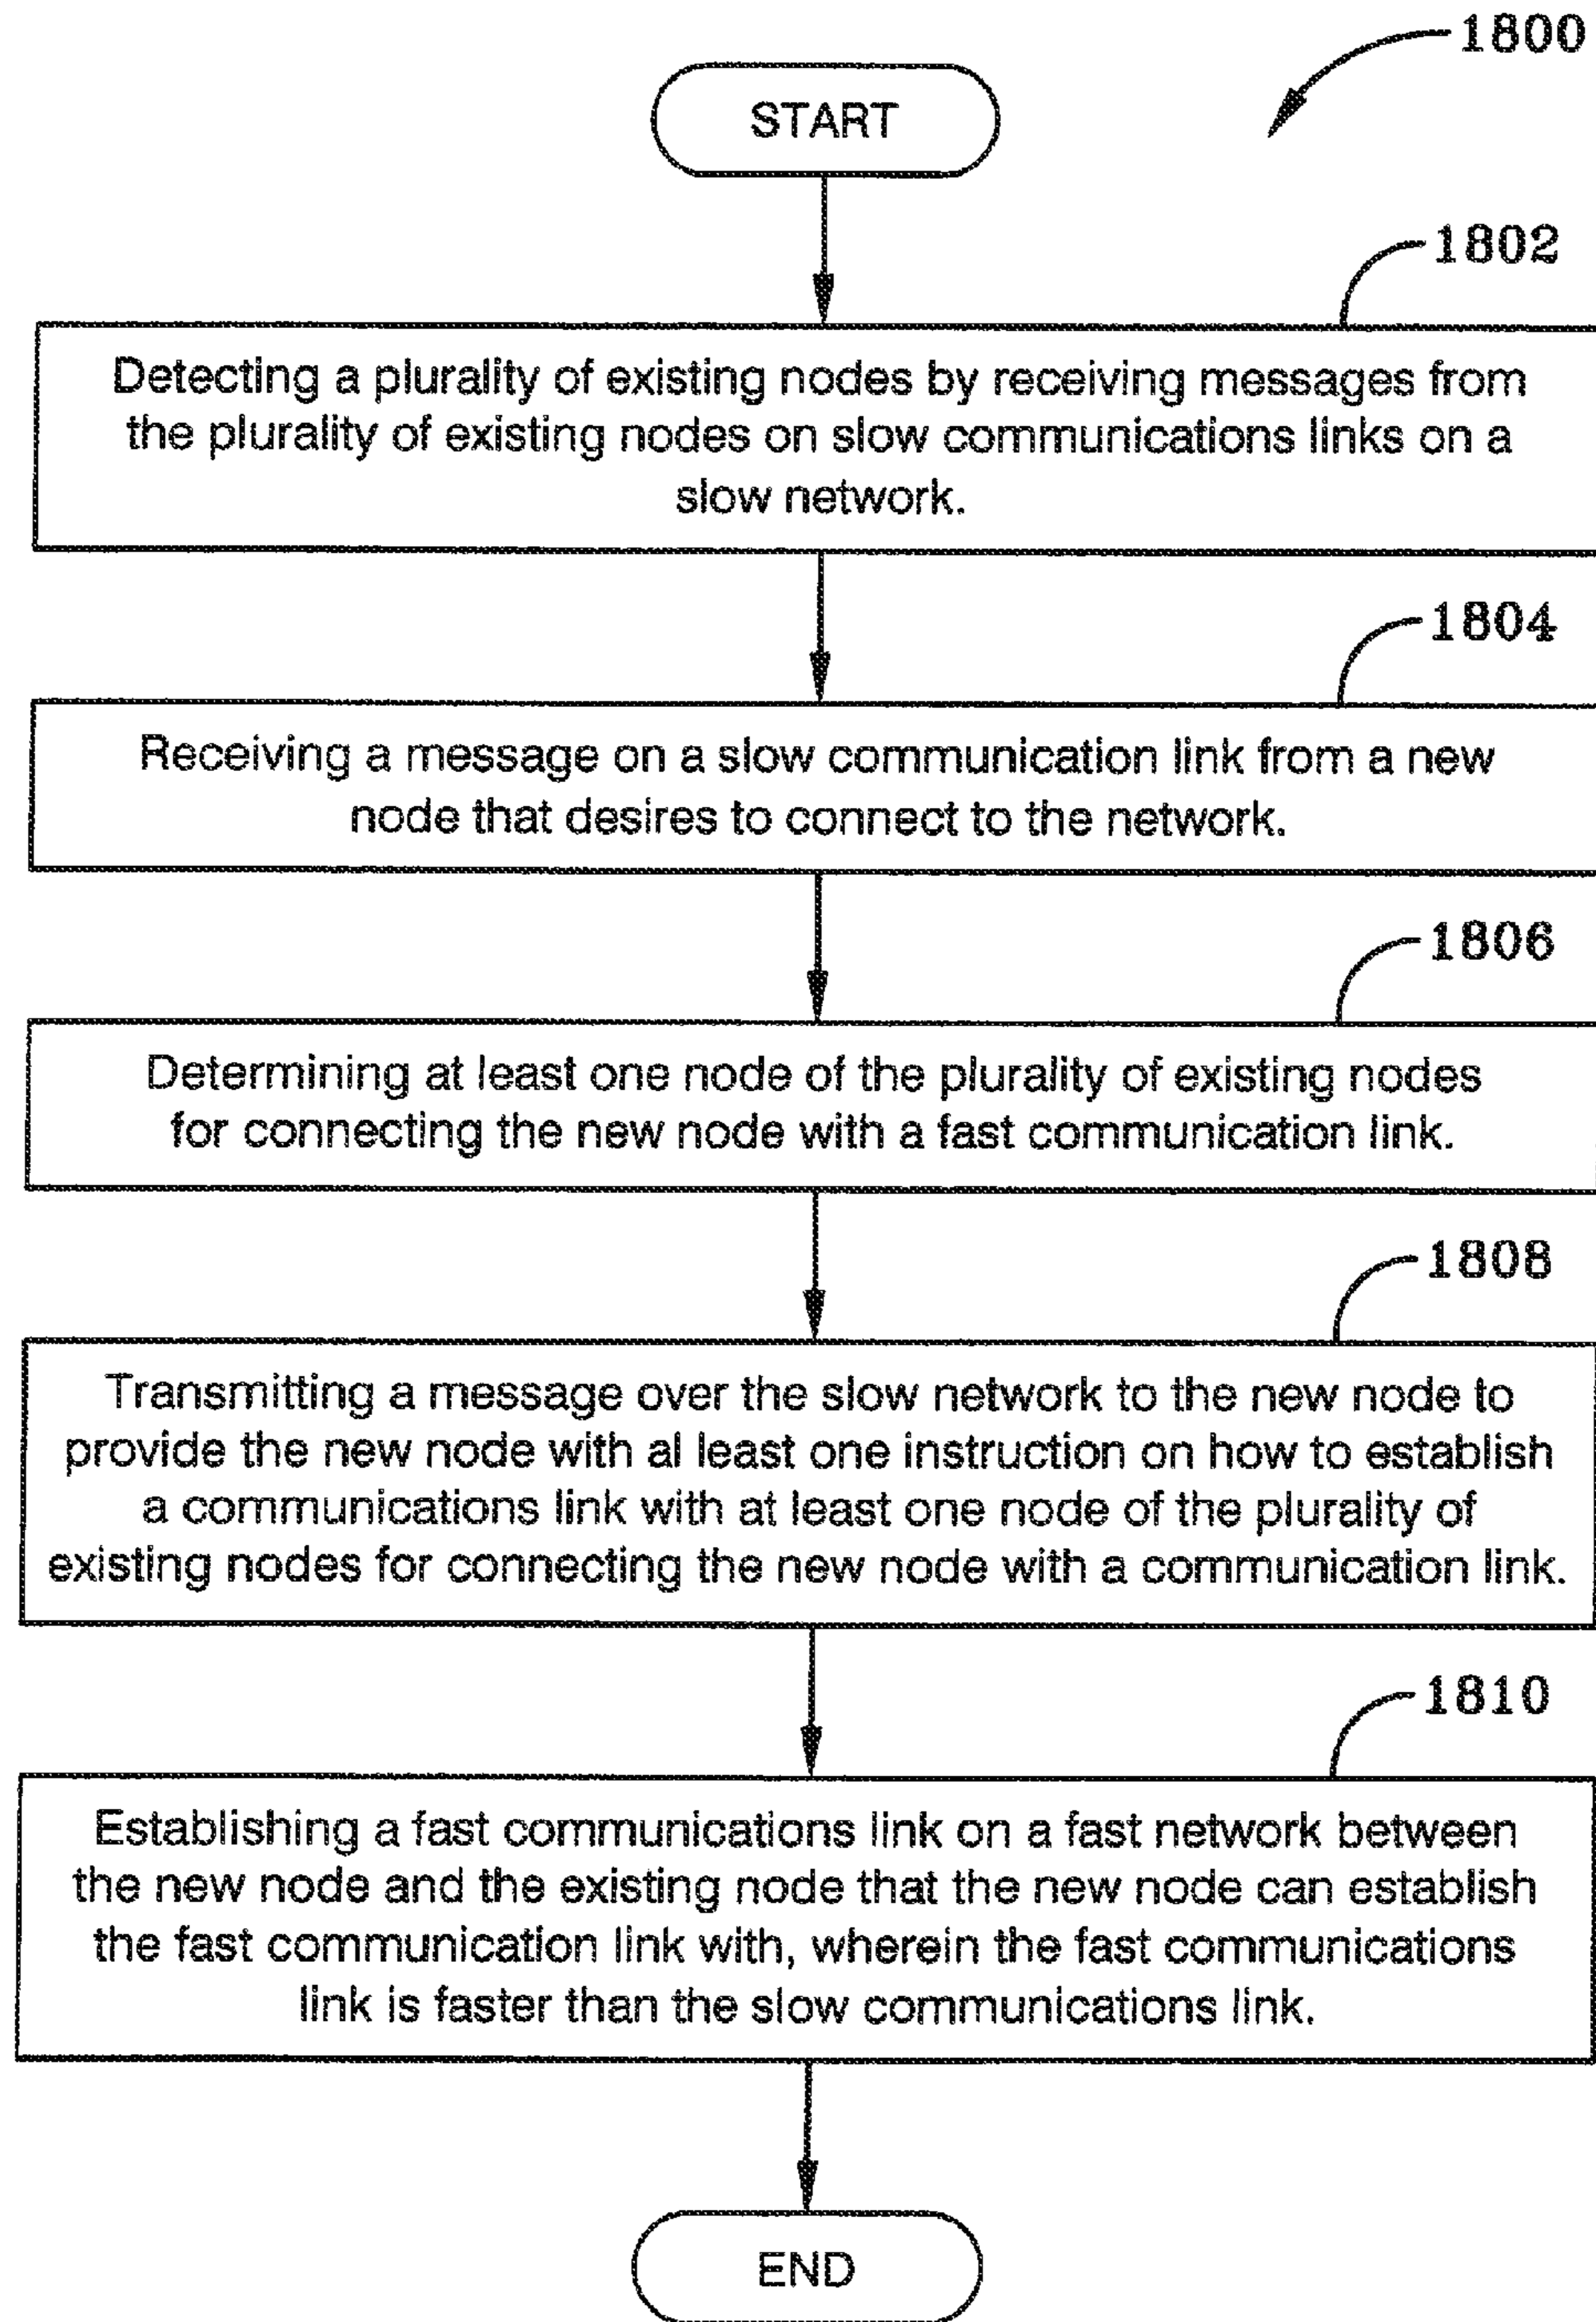 1800
START
1802
Detecting a plurality of existing nodes by receiving messages from
the plurality of existing nodes on slow communications links on a
slow network.
1804
Receiving a message on a slow communication link from a new
node that desires to connect to the network.
1806
Determining at least one node of the plurality of existing nodes
for connecting the new node with a fast communication link.
1808
Transmitting a message over the slow network to the new node to
provide the new node with al least one instruction on how to establish
a communications link with at least one node of the plurality of
existing nodes for connecting the new node with a communication link.
1810
Establishing a fast communications link on a fast network between
the new node and the existing node that the new node can establish
the fast communication link with, wherein the fast communications
link is faster than the slow communications link.
END